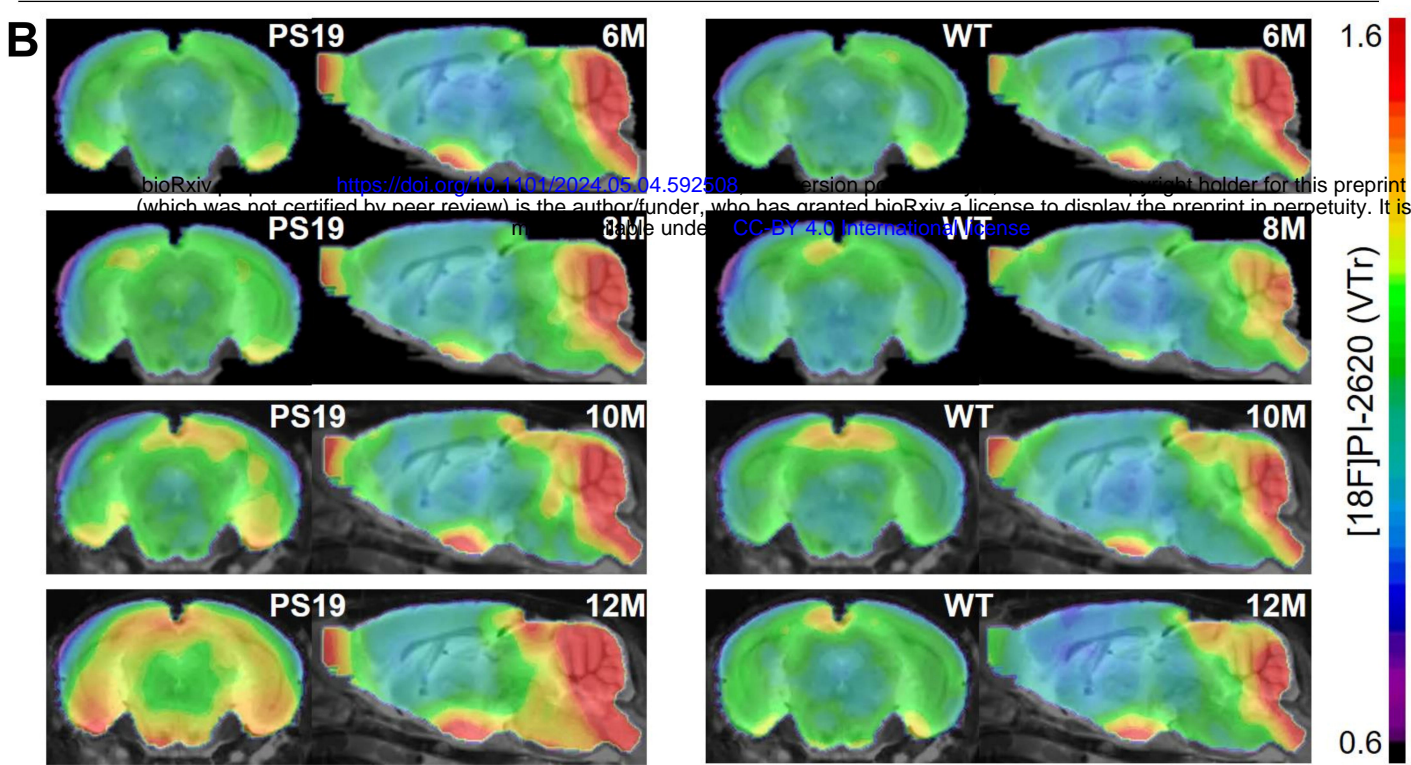 B
PS19 6M WT 6M 1.6
bioRxiv https://doi.org/10.1101/2024.05.04.592508 holder for this preprint
(which was not certified by peer review) is the author/funder, who has granted bioRxiv a license to display the preprint in perpetuity. It is
CC-BY 4.0 International license
PS19 8M WT 8M
PS19 10M WT 10M
PS19 12M WT 12M
[18F]PI-2620 (VTr)
0.6